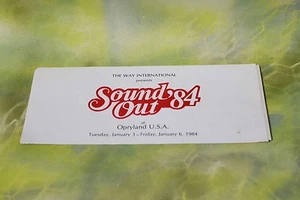 THE WAY INTERNATIONAL
presents
Sound
Out '84
at
Opryland U.S.A.
Tuesday, January 3 – Friday, January 6, 1984